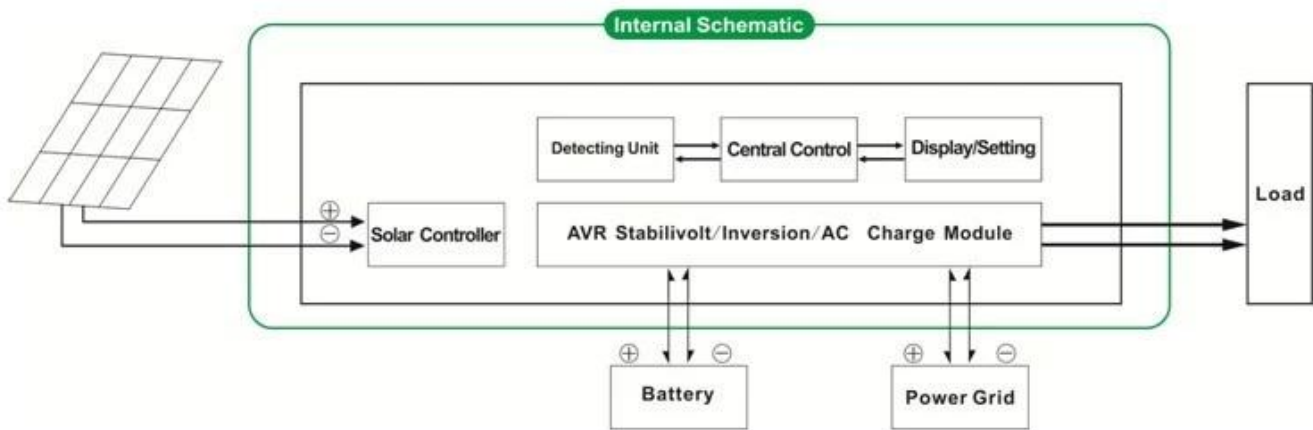 Internal Schematic
Detecting Unit
Central Control
Display/Setting
Load
⊕
⊖
Solar Controller
AVR Stabilivolt/Inversion/AC Charge Module
⊕ ⊖
⊕ ⊖
Battery
Power Grid